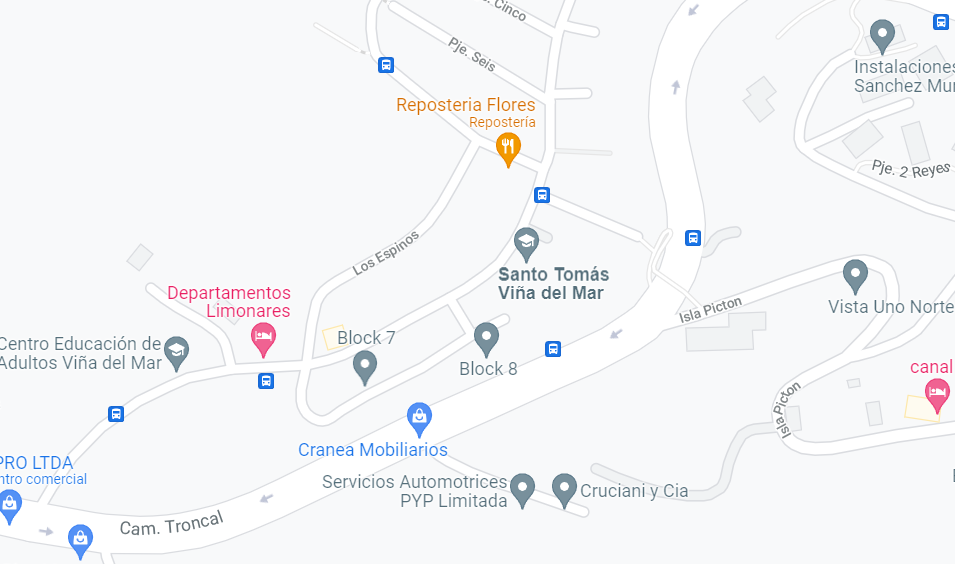 Cinco
Pje. Seis
Instalaciones
Sanchez Mu
Reposteria Flores
Repostería
Pje. 2 Reyes
Los Espinos
Santo Tomás
Viña del Mar
Vista Uno Norte
Departamentos
Limonares
Isla Picton
Centro Educación de
Adultos Viña del Mar
Block 7
Block 8
canal
Isla Picton
Cranea Mobiliarios
PRO LTDA
ntro comercial
Servicios Automotrices
PYP Limitada
Cruciani y Cia
Cam. Troncal